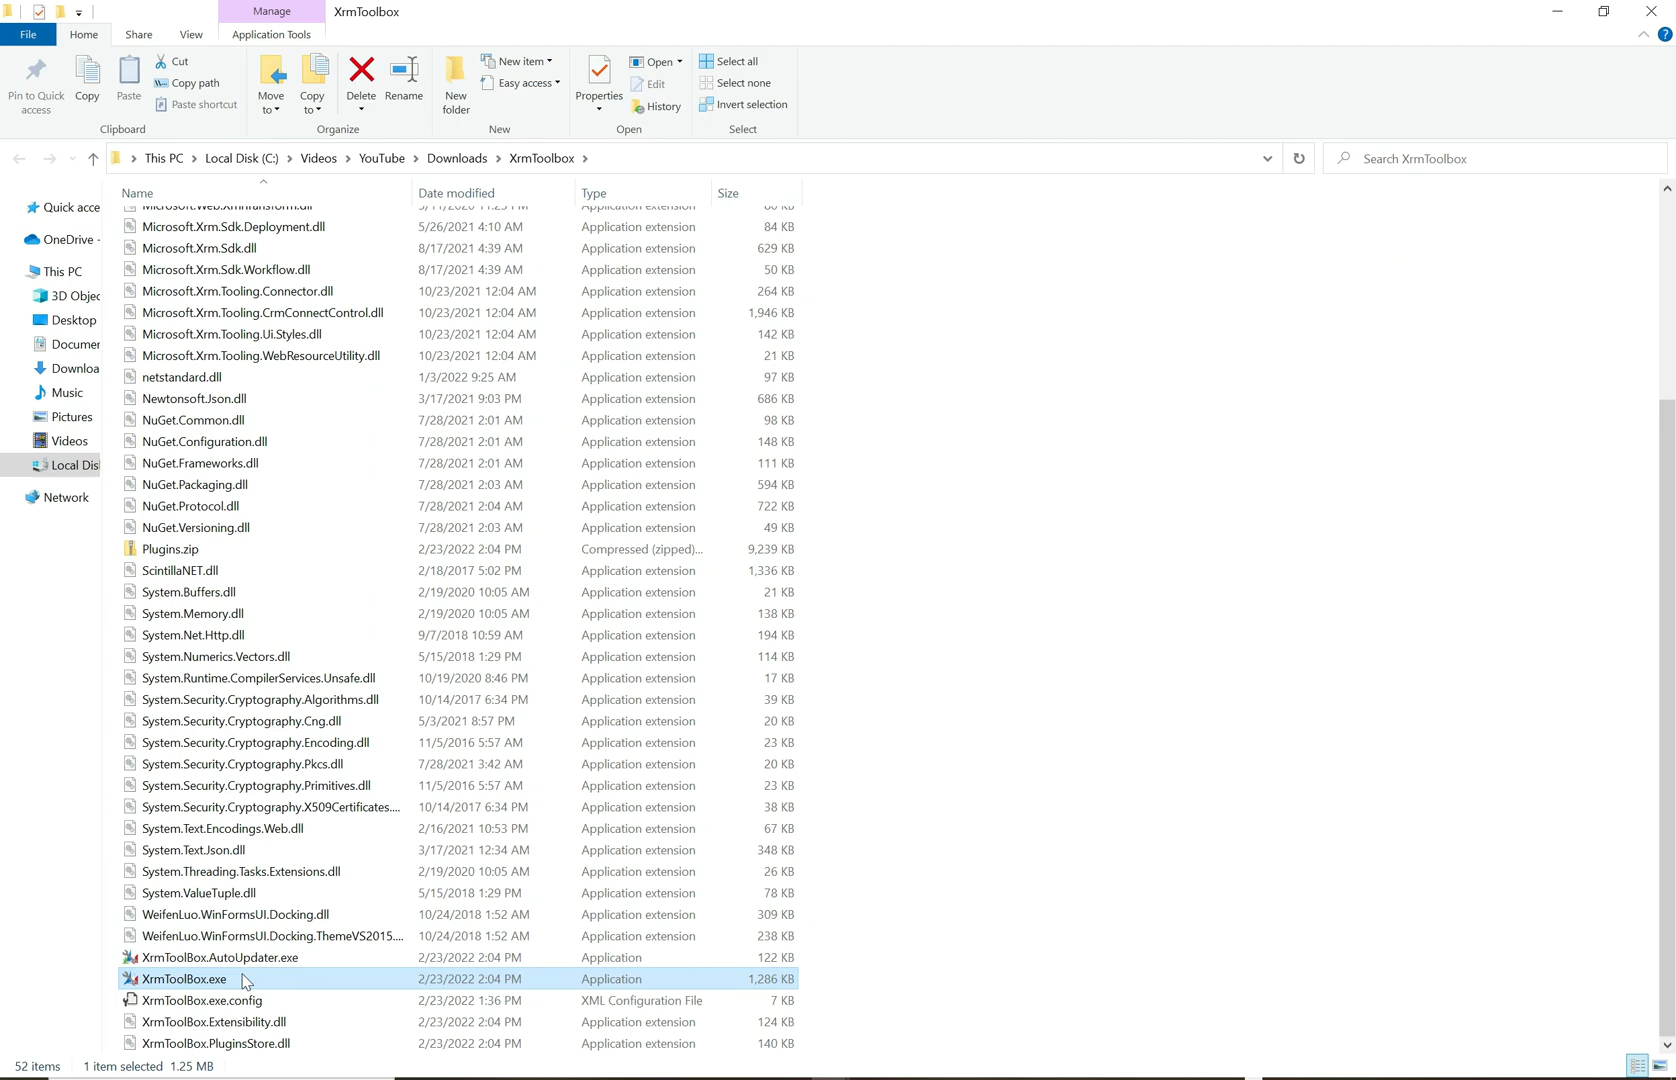 Manage
XrmToolbox
File
Home
Share
View
Application Tools
Pin to Quick access
Copy
Paste
Cut
Copy path
Paste shortcut
Clipboard
Move to
Copy to
Delete
Rename
Organize
New folder
New item
Easy access
New
Properties
Open
Edit
History
Open
Select all
Select none
Invert selection
Select
This PC
Local Disk (C:)
Videos
YouTube
Downloads
XrmToolbox
Search XrmToolbox
Name
Date modified
Type
Size
Quick acce
OneDrive -
This PC
3D Objec
Desktop
Documer
Downloa
Music
Pictures
Videos
Local Dis
Network
Microsoft.Xrm.Sdk.Deployment.dll 5/26/2021 4:10 AM Application extension 84 KB
Microsoft.Xrm.Sdk.dll 8/17/2021 4:39 AM Application extension 629 KB
Microsoft.Xrm.Sdk.Workflow.dll 8/17/2021 4:39 AM Application extension 50 KB
Microsoft.Xrm.Tooling.Connector.dll 10/23/2021 12:04 AM Application extension 264 KB
Microsoft.Xrm.Tooling.CrmConnectControl.dll 10/23/2021 12:04 AM Application extension 1,946 KB
Microsoft.Xrm.Tooling.Ui.Styles.dll 10/23/2021 12:04 AM Application extension 142 KB
Microsoft.Xrm.Tooling.WebResourceUtility.dll 10/23/2021 12:04 AM Application extension 21 KB
netstandard.dll 1/3/2022 9:25 AM Application extension 97 KB
Newtonsoft.Json.dll 3/17/2021 9:03 PM Application extension 686 KB
NuGet.Common.dll 7/28/2021 2:01 AM Application extension 98 KB
NuGet.Configuration.dll 7/28/2021 2:01 AM Application extension 148 KB
NuGet.Frameworks.dll 7/28/2021 2:01 AM Application extension 111 KB
NuGet.Packaging.dll 7/28/2021 2:03 AM Application extension 594 KB
NuGet.Protocol.dll 7/28/2021 2:04 AM Application extension 722 KB
NuGet.Versioning.dll 7/28/2021 2:03 AM Application extension 49 KB
Plugins.zip 2/23/2022 2:04 PM Compressed (zipped)... 9,239 KB
ScintillaNET.dll 2/18/2017 5:02 PM Application extension 1,336 KB
System.Buffers.dll 2/19/2020 10:05 AM Application extension 21 KB
System.Memory.dll 2/19/2020 10:05 AM Application extension 138 KB
System.Net.Http.dll 9/7/2018 10:59 AM Application extension 194 KB
System.Numerics.Vectors.dll 5/15/2018 1:29 PM Application extension 114 KB
System.Runtime.CompilerServices.Unsafe.dll 10/19/2020 8:46 PM Application extension 17 KB
System.Security.Cryptography.Algorithms.dll 10/14/2017 6:34 PM Application extension 39 KB
System.Security.Cryptography.Cng.dll 5/3/2021 8:57 PM Application extension 20 KB
System.Security.Cryptography.Encoding.dll 11/5/2016 5:57 AM Application extension 23 KB
System.Security.Cryptography.Pkcs.dll 7/28/2021 3:42 AM Application extension 20 KB
System.Security.Cryptography.Primitives.dll 11/5/2016 5:57 AM Application extension 23 KB
System.Security.Cryptography.X509Certificates.... 10/14/2017 6:34 PM Application extension 38 KB
System.Text.Encodings.Web.dll 2/16/2021 10:53 PM Application extension 67 KB
System.Text.Json.dll 3/17/2021 12:34 AM Application extension 348 KB
System.Threading.Tasks.Extensions.dll 2/19/2020 10:05 AM Application extension 26 KB
System.ValueTuple.dll 5/15/2018 1:29 PM Application extension 78 KB
WeifenLuo.WinFormsUI.Docking.dll 10/24/2018 1:52 AM Application extension 309 KB
WeifenLuo.WinFormsUI.Docking.ThemeVS2015.... 10/24/2018 1:52 AM Application extension 238 KB
XrmToolBox.AutoUpdater.exe 2/23/2022 2:04 PM Application 122 KB
XrmToolBox.exe 2/23/2022 2:04 PM Application 1,286 KB
XrmToolBox.exe.config 2/23/2022 1:36 PM XML Configuration File 7 KB
XrmToolBox.Extensibility.dll 2/23/2022 2:04 PM Application extension 124 KB
XrmToolBox.PluginsStore.dll 2/23/2022 2:04 PM Application extension 140 KB
52 items 1 item selected 1.25 MB